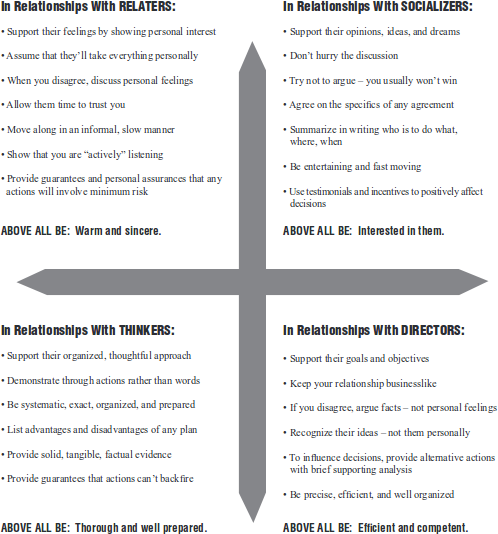 In Relationships With RELATERS:
• Support their feelings by showing personal interest
• Assume that they'll take everything personally
• When you disagree, discuss personal feelings
• Allow them time to trust you
• Move along in an informal, slow manner
• Show that you are “actively” listening
• Provide guarantees and personal assurances that any
actions will involve minimum risk
ABOVE ALL BE: Warm and sincere.
In Relationships With SOCIALIZERS:
• Support their opinions, ideas, and dreams
• Don't hurry the discussion
• Try not to argue – you usually won't win
• Agree on the specifics of any agreement
• Summarize in writing who is to do what,
where, when
• Be entertaining and fast moving
• Use testimonials and incentives to positively affect
decisions
ABOVE ALL BE: Interested in them.
In Relationships With THINKERS:
• Support their organized, thoughtful approach
• Demonstrate through actions rather than words
• Be systematic, exact, organized, and prepared
• List advantages and disadvantages of any plan
• Provide solid, tangible, factual evidence
• Provide guarantees that actions can't backfire
ABOVE ALL BE: Thorough and well prepared.
In Relationships With DIRECTORS:
• Support their goals and objectives
• Keep your relationship businesslike
• If you disagree, argue facts – not personal feelings
• Recognize their ideas – not them personally
• To influence decisions, provide alternative actions
with brief supporting analysis
• Be precise, efficient, and well organized
ABOVE ALL BE: Efficient and competent.